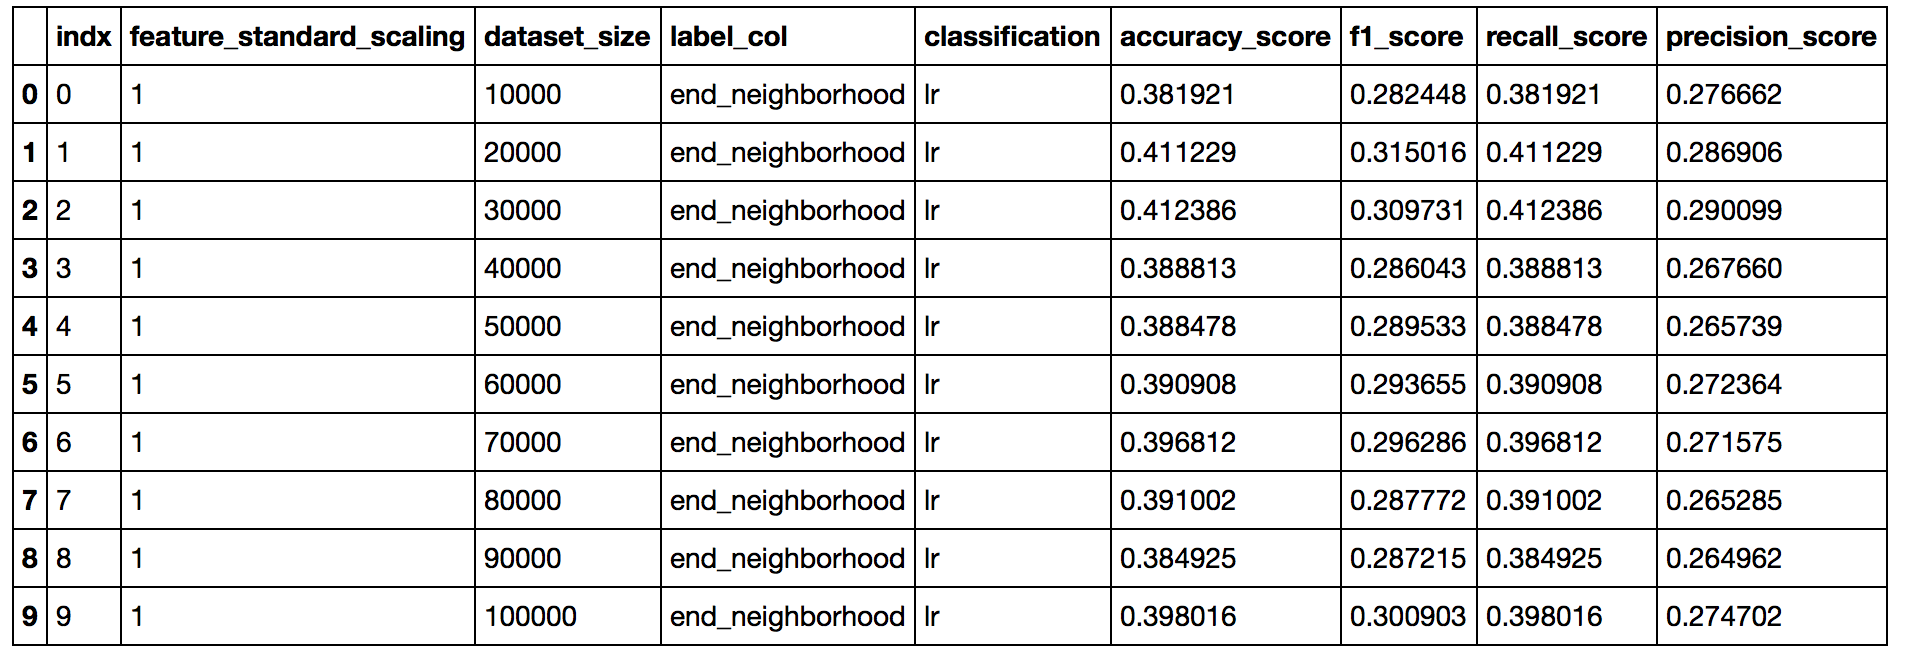 indx feature_standard_scaling dataset_size label_col classification accuracy_score f1_score recall_score precision_score
0 0 1 10000 end_neighborhood lr 0.381921 0.282448 0.381921 0.276662
1 1 1 20000 end_neighborhood lr 0.411229 0.315016 0.411229 0.286906
2 2 1 30000 end_neighborhood lr 0.412386 0.309731 0.412386 0.290099
3 3 1 40000 end_neighborhood lr 0.388813 0.286043 0.388813 0.267660
4 4 1 50000 end_neighborhood lr 0.388478 0.289533 0.388478 0.265739
5 5 1 60000 end_neighborhood lr 0.390908 0.293655 0.390908 0.272364
6 6 1 70000 end_neighborhood lr 0.396812 0.296286 0.396812 0.271575
7 7 1 80000 end_neighborhood lr 0.391002 0.287772 0.391002 0.265285
8 8 1 90000 end_neighborhood lr 0.384925 0.287215 0.384925 0.264962
9 9 1 100000 end_neighborhood lr 0.398016 0.300903 0.398016 0.274702